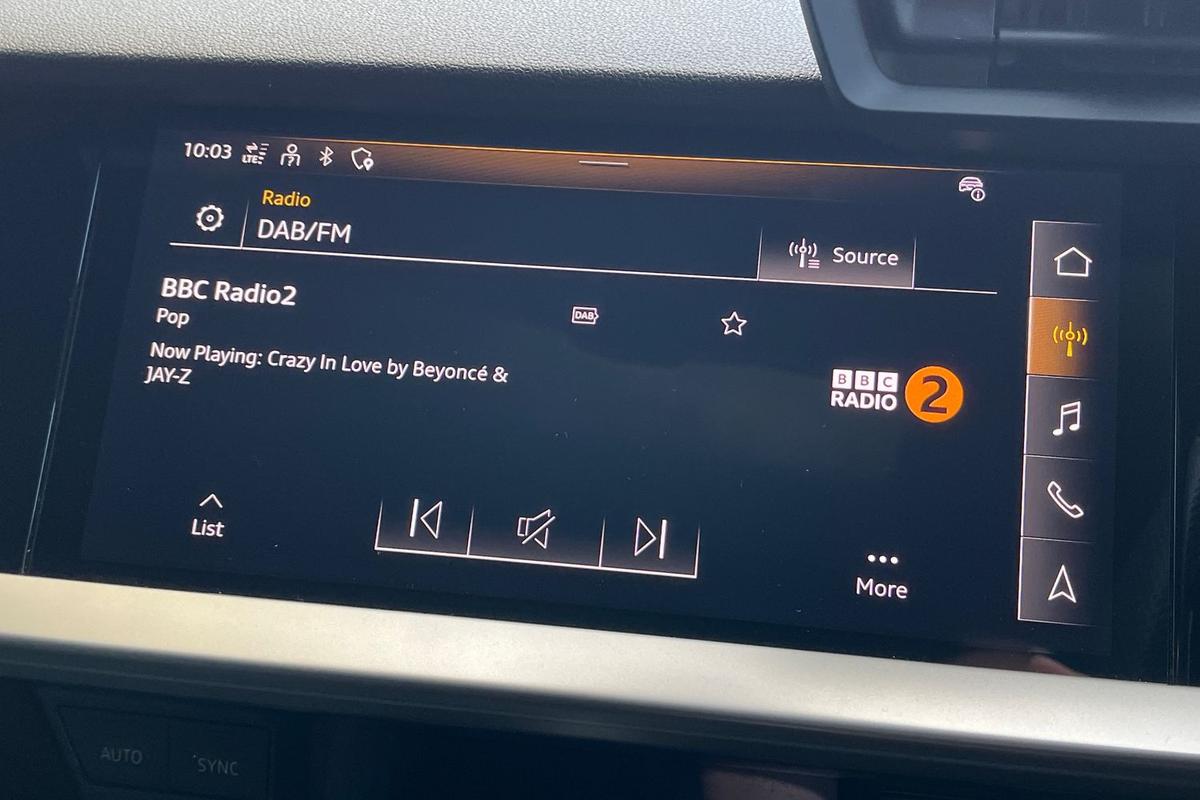 10:03 LTE
Radio
DAB/FM
Source
BBC Radio2
Pop
DAB
Now Playing: Crazy In Love by Beyoncé &
JAY-Z
BBC
RADIO 2
List
More
AUTO
SYNC